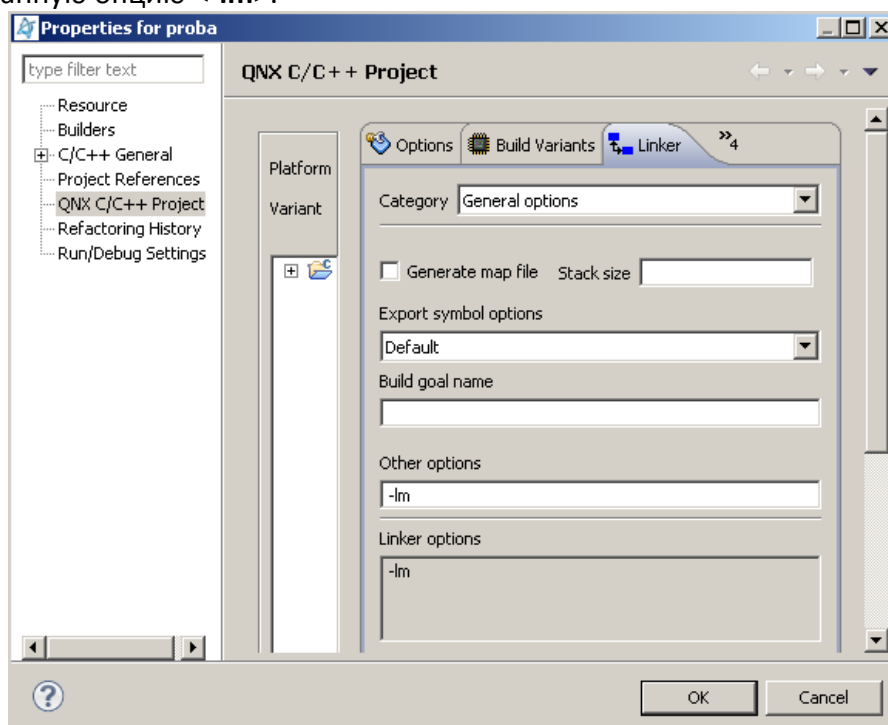 Properties for proba
type filter text
Resource
Builders
C/C++ General
Project References
QNX C/C++ Project
Refactoring History
Run/Debug Settings
QNX C/C++ Project
Platform
Variant
Options
Build Variants
Linker
»4
Category
General options
Generate map file
Stack size
Export symbol options
Default
Build goal name
Other options
-lm
Linker options
-lm
OK
Cancel